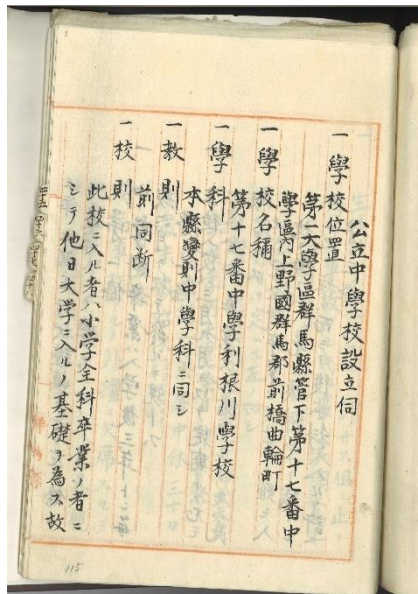 公立中學校設立伺
一 學校位置
第一大學區群馬縣管下第十七番中
學區内上野國群馬郡前橋曲輪町
一 學校名稱
第十七番中學利根川學校
一 學科
本縣變則中學科ニ同シ
一 教則
前同断
一 校則
此校ニ入ル者ハ小学全科卒業ノ者ニ
シテ他日大学ニ入ルノ基礎ヲ為ス故
115